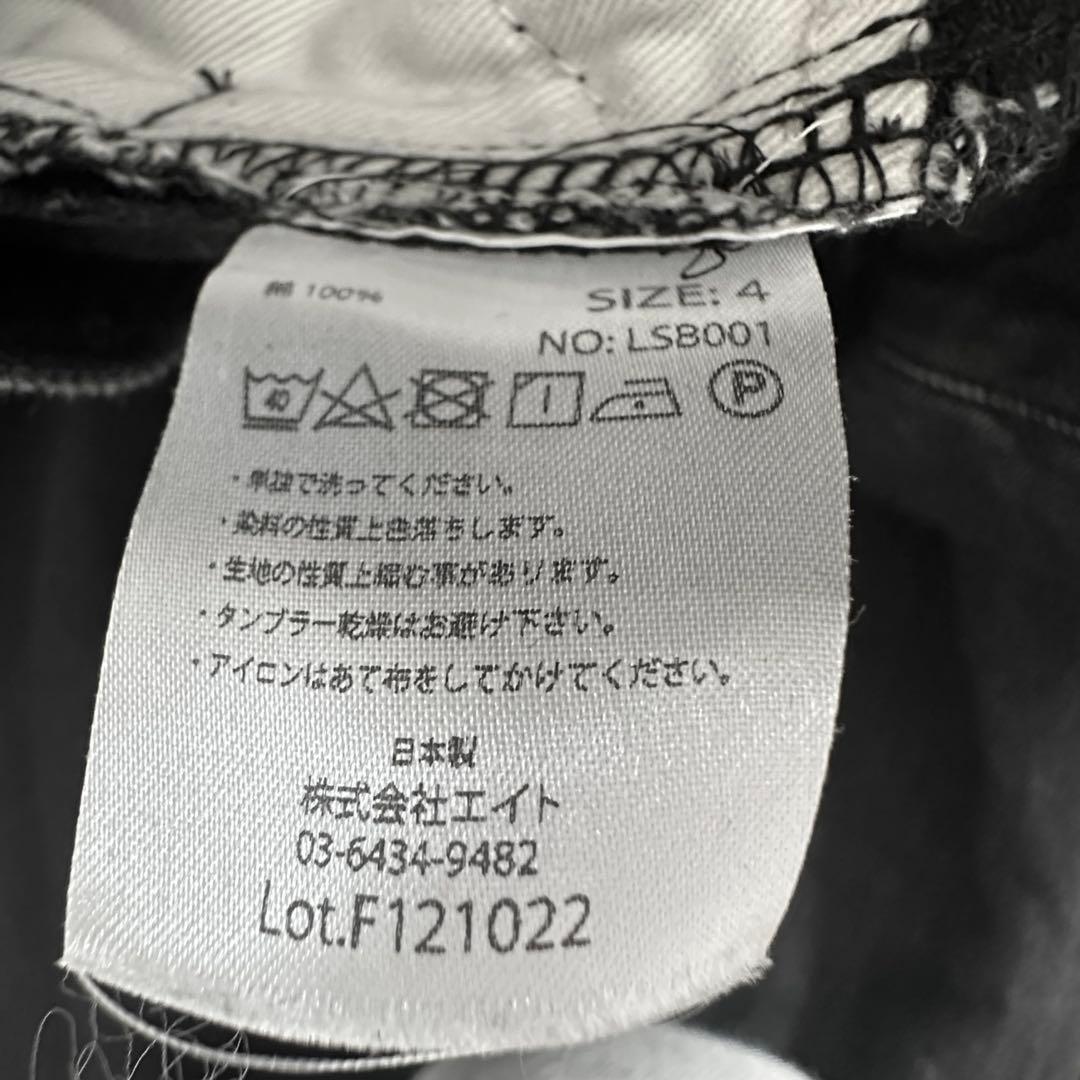 綿 100%
SIZE: 4
NO: LSB001
40 P
・単独で洗ってください。
・染料の性質上色落ちします。
・生地の性質上縮む事があります。
・タンブラー乾燥はお避け下さい。
・アイロンはあて布をしてかけてください。
日本製
株式会社エイト
03-6434-9482
Lot.F121022